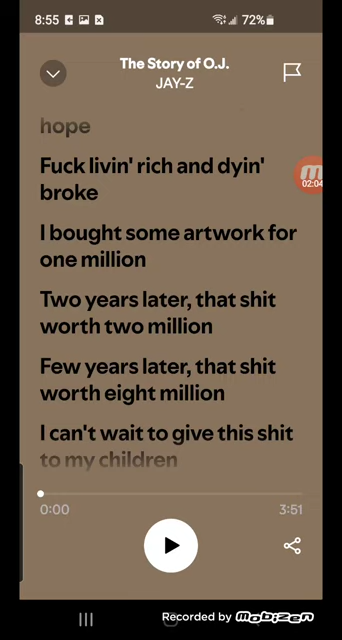 8:55 72%
The Story of O.J.
JAY-Z
hope
Fuck livin' rich and dyin'
broke
02:04
I bought some artwork for
one million
Two years later, that shit
worth two million
Few years later, that shit
worth eight million
I can't wait to give this shit
to my children
0:00 3:51
Recorded by Mobizen